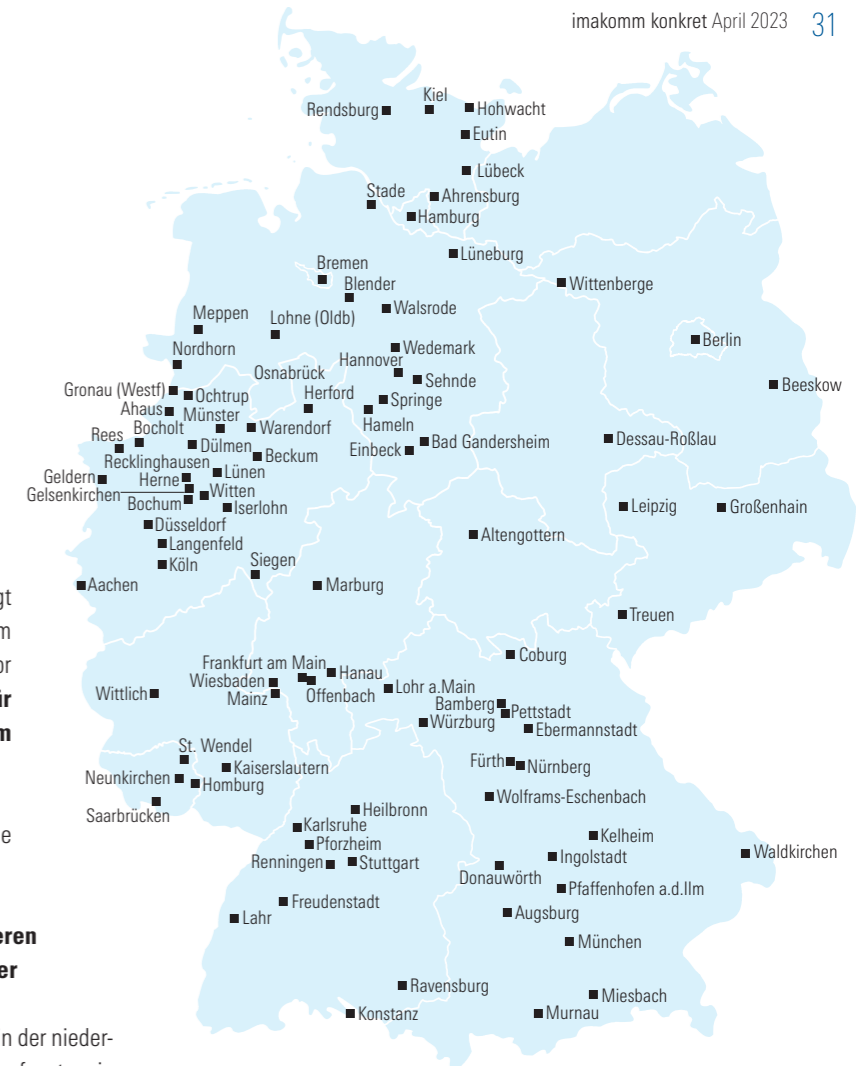 imakomm konkret April 2023 31
Kiel
Rendsburg
Hohwacht
Eutin
Lübeck
Stade
Ahrensburg
Hamburg
Lüneburg
Bremen
Wittenberge
Blender
Walsrode
Meppen
Lohne (Oldb)
Berlin
Wedemark
Nordhorn
Hannover
Osnabrück
Sehnde
Beeskow
Gronau (Westf)
Ochtrup
Herford
Springe
Ahaus
Münster
Hameln
Bocholt
Warendorf
Rees
Dülmen
Bad Gandersheim
Dessau-Roßlau
Beckum
Einbeck
Recklinghausen
Lünen
Geldern
Herne
Gelsenkirchen
Witten
Bochum
Iserlohn
Leipzig
Großenhain
Düsseldorf
Altengottern
Langenfeld
Köln
Siegen
Aachen
Marburg
gt
Treuen
m
or
Coburg
Frankfurt am Main
Hanau
Wiesbaden
Lohr a.Main
Wittlich
Mainz
Offenbach
ür
Bamberg
Pettstadt
Würzburg
Ebermannstadt
m
St. Wendel
Fürth
Nürnberg
Kaiserslautern
Neunkirchen
Homburg
Wolframs-Eschenbach
Saarbrücken
Heilbronn
Karlsruhe
e
Kelheim
Pforzheim
Waldkirchen
Renningen
Stuttgart
Ingolstadt
Donauwörth
Pfaffenhofen a.d.Ilm
Freudenstadt
Augsburg
Lahr
eren
München
er
Ravensburg
Miesbach
Konstanz
Murnau
n der nieder-